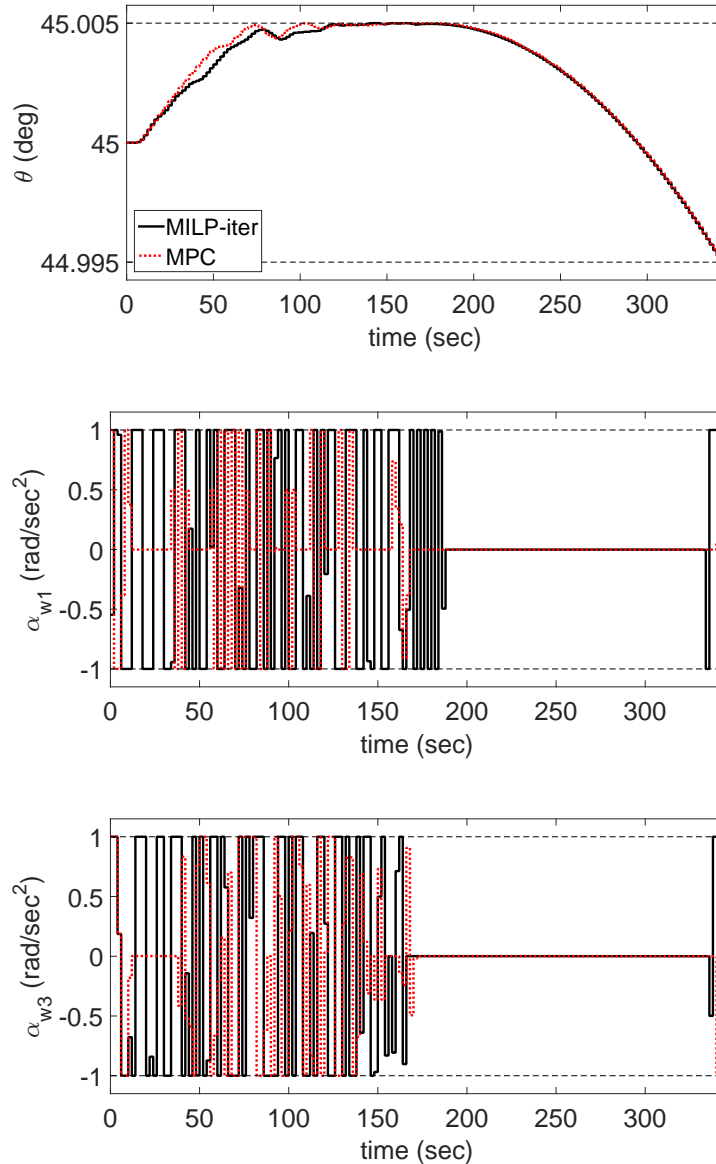 45.005
45
44.995
θ (deg)
MILP-iter
MPC
0 50 100 150 200 250 300
time (sec)
1
0.5
0
-0.5
-1
α_w1 (rad/sec²)
0 50 100 150 200 250 300
time (sec)
1
0.5
0
-0.5
-1
α_w3 (rad/sec²)
0 50 100 150 200 250 300
time (sec)